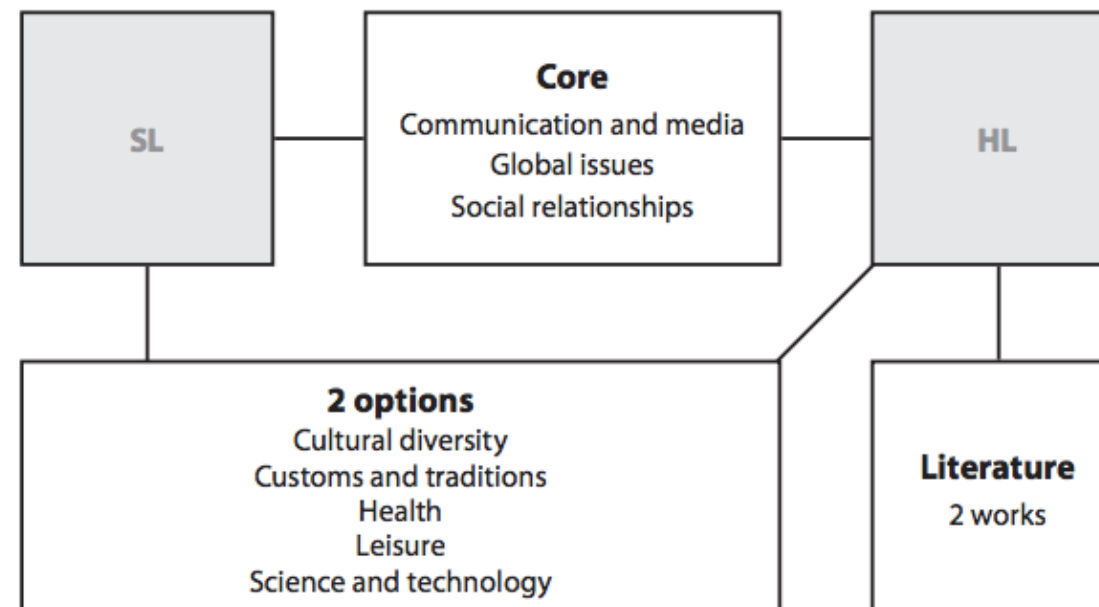 SL
Core
Communication and media
Global issues
Social relationships
HL
2 options
Cultural diversity
Customs and traditions
Health
Leisure
Science and technology
Literature
2 works